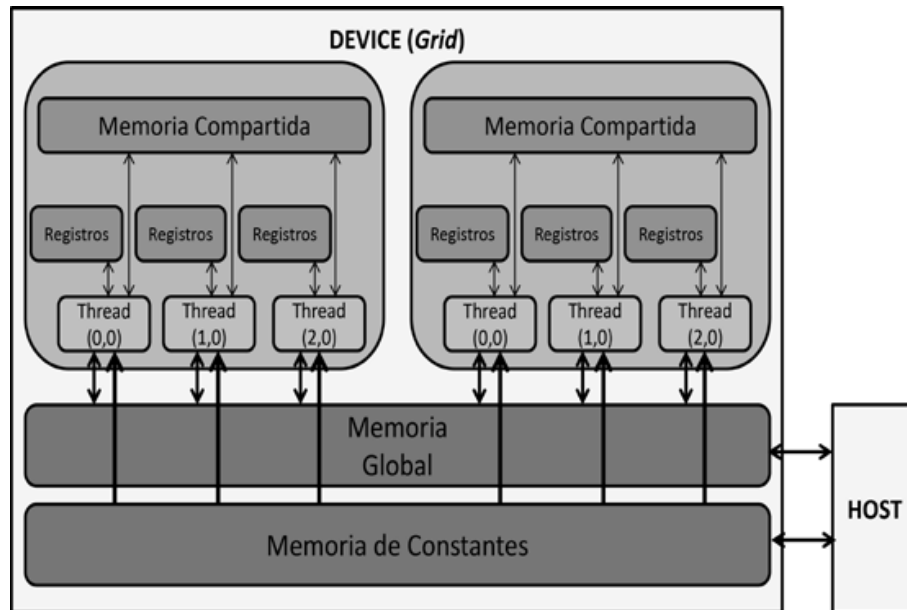 DEVICE (Grid)
Memoria Compartida
Memoria Compartida
Registros
Registros
Registros
Registros
Registros
Registros
Thread
(0,0)
Thread
(1,0)
Thread
(2,0)
Thread
(0,0)
Thread
(1,0)
Thread
(2,0)
Memoria
Global
Memoria de Constantes
HOST